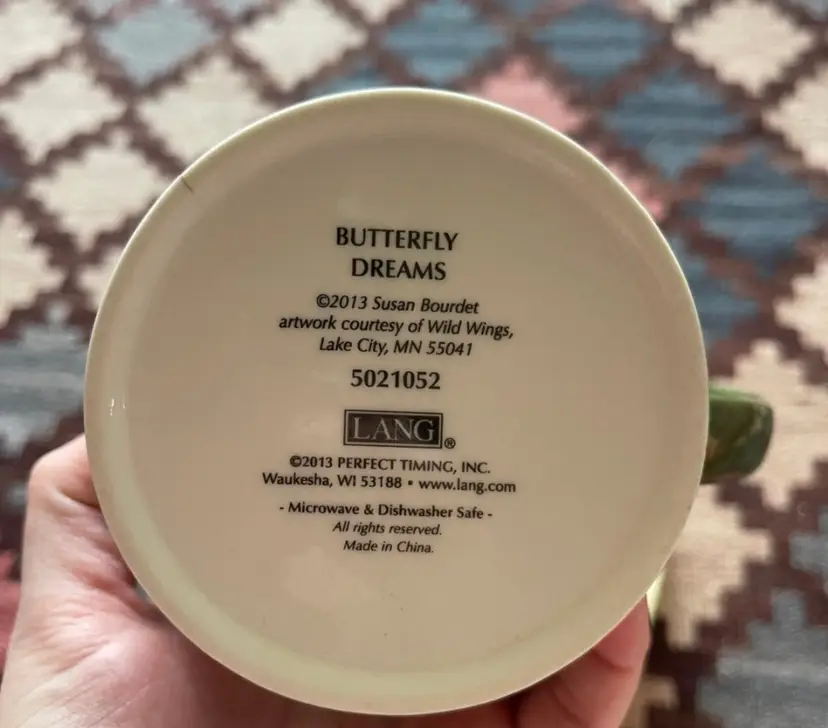 BUTTERFLY
DREAMS
©2013 Susan Bourdet
artwork courtesy of Wild Wings,
Lake City, MN 55041
5021052
LANG®
©2013 PERFECT TIMING, INC.
Waukesha, WI 53188 • www.lang.com
- Microwave & Dishwasher Safe -
All rights reserved.
Made in China.